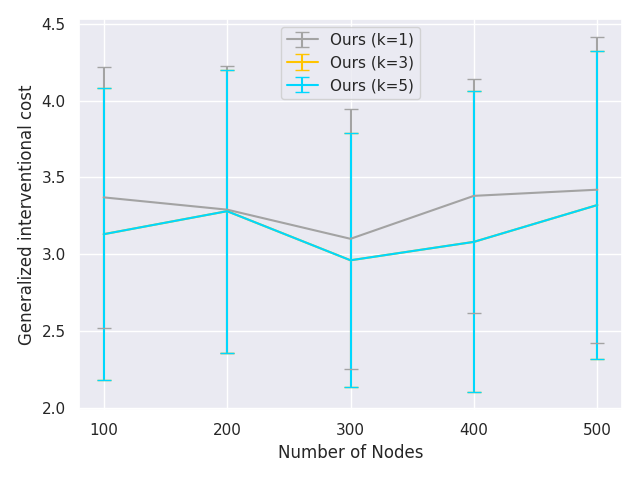 4.5
4.0
3.5
3.0
2.5
2.0
Generalized interventional cost
Ours (k=1)
Ours (k=3)
Ours (k=5)
100 200 300 400 500
Number of Nodes